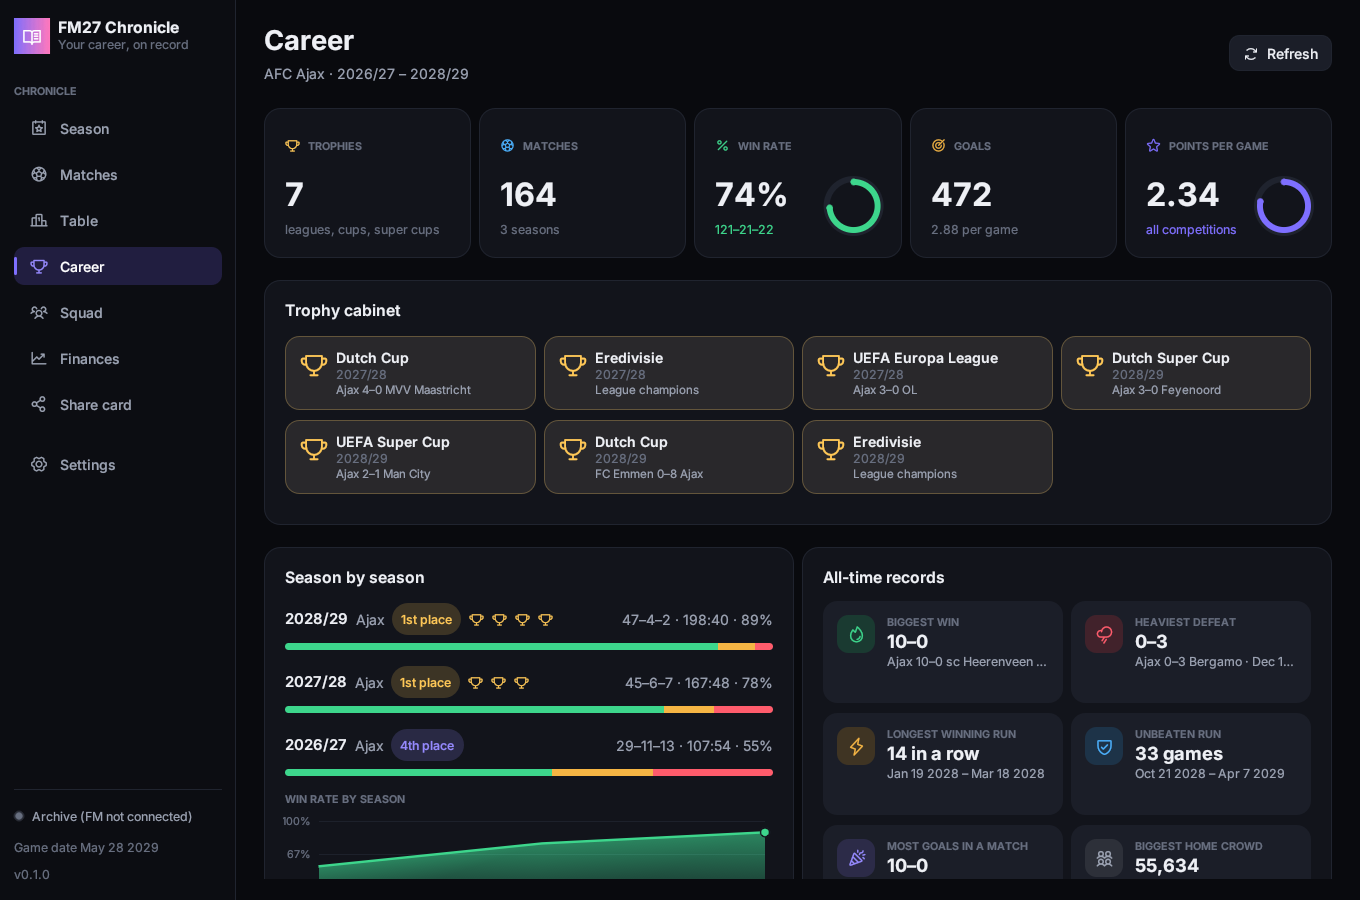 FM27 Chronicle
Your career, on record
CHRONICLE
Season
Matches
Table
Career
Squad
Finances
Share card
Settings
Archive (FM not connected)
Game date May 28 2029
v0.1.0
Career
AFC Ajax · 2026/27 – 2028/29
Refresh
TROPHIES
7
leagues, cups, super cups
MATCHES
164
3 seasons
WIN RATE
74%
121–21–22
GOALS
472
2.88 per game
POINTS PER GAME
2.34
all competitions
Trophy cabinet
Dutch Cup
2027/28
Ajax 4–0 MVV Maastricht
Eredivisie
2027/28
League champions
UEFA Europa League
2027/28
Ajax 3–0 OL
Dutch Super Cup
2028/29
Ajax 3–0 Feyenoord
UEFA Super Cup
2028/29
Ajax 2–1 Man City
Dutch Cup
2028/29
FC Emmen 0–8 Ajax
Eredivisie
2028/29
League champions
Season by season
2028/29 Ajax 1st place 47–4–2 · 198:40 · 89%
2027/28 Ajax 1st place 45–6–7 · 167:48 · 78%
2026/27 Ajax 4th place 29–11–13 · 107:54 · 55%
WIN RATE BY SEASON
100%
67%
All-time records
BIGGEST WIN
10–0
Ajax 10–0 sc Heerenveen ...
HEAVIEST DEFEAT
0–3
Ajax 0–3 Bergamo · Dec 1...
LONGEST WINNING RUN
14 in a row
Jan 19 2028 – Mar 18 2028
UNBEATEN RUN
33 games
Oct 21 2028 – Apr 7 2029
MOST GOALS IN A MATCH
10–0
BIGGEST HOME CROWD
55,634